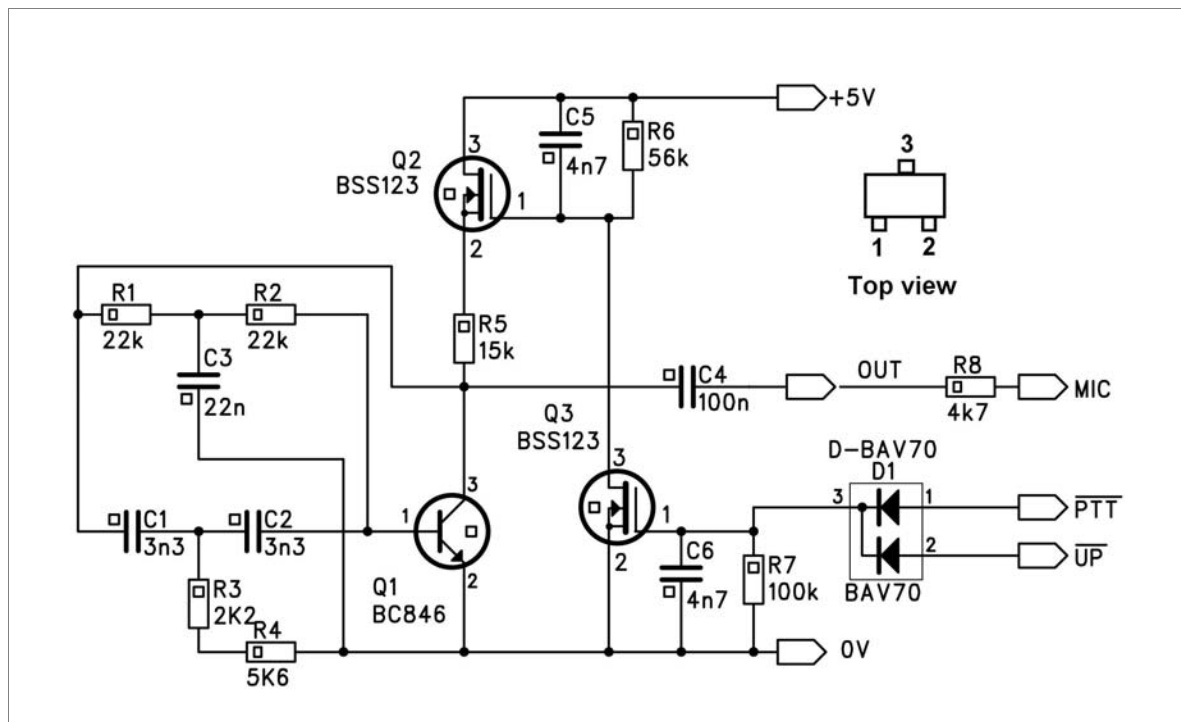 +5V
C5
4n7
R6
56k
Q2
BSS123
3
1
2
3
1 2
Top view
R1
22k
R2
22k
C3
22n
R5
15k
C4
100n
OUT
R8
4k7
MIC
Q3
BSS123
3
1
2
D-BAV70
D1
3
1
2
BAV70
PTT
UP
C1
3n3
C2
3n3
1
3
2
Q1
BC846
C6
4n7
R7
100k
R3
2K2
R4
5K6
0V